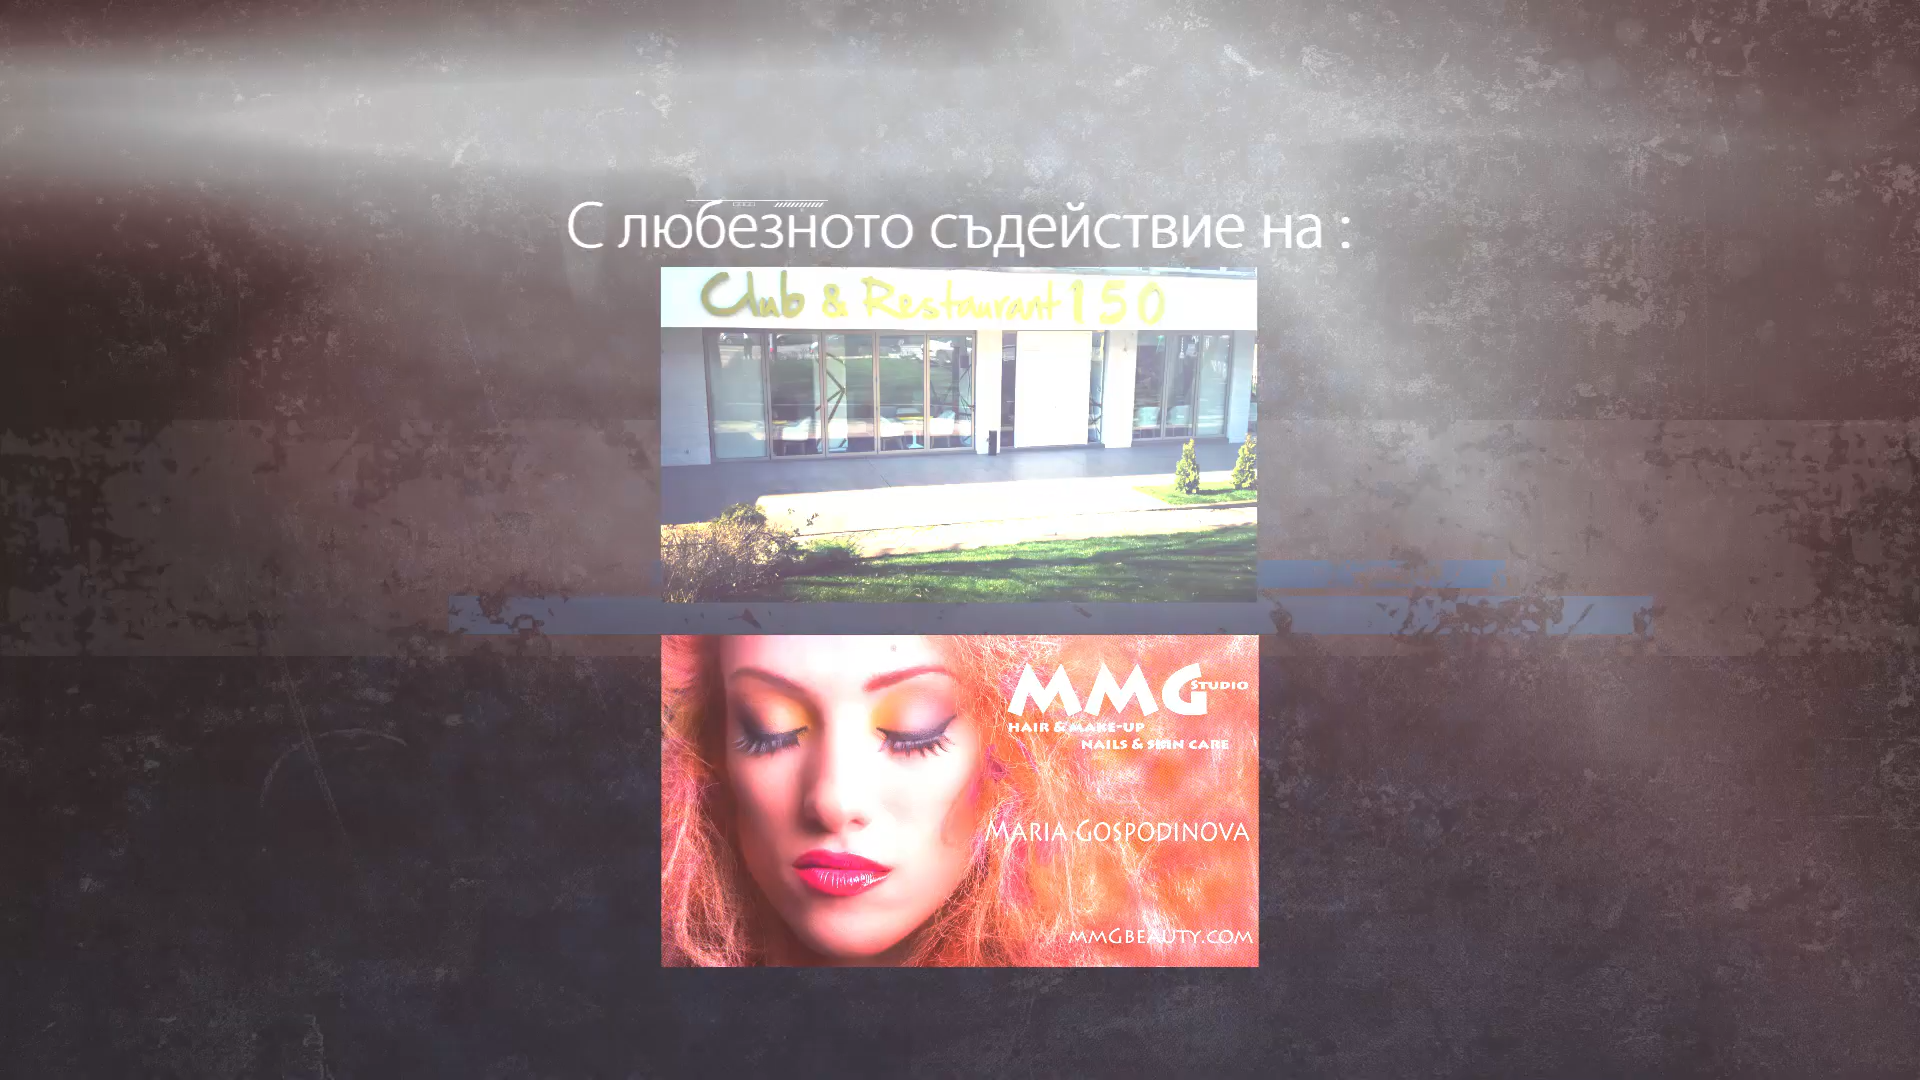 С любезното съдействие на :
Club & Restaurant 150
MMG STUDIO
HAIR & MAKE-UP
NAILS & SKIN CARE
MARIA GOSPODINOVA
mmGBEAUTY.COM